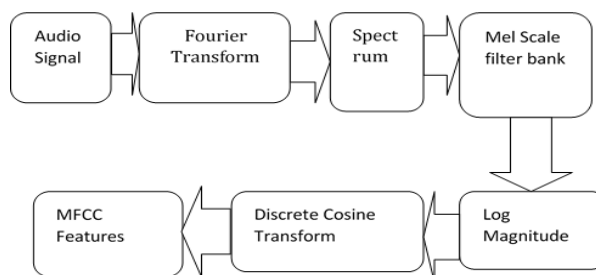 Audio
Signal
Fourier
Transform
Spect
rum
Mel Scale
filter bank
Log
Magnitude
Discrete Cosine
Transform
MFCC
Features